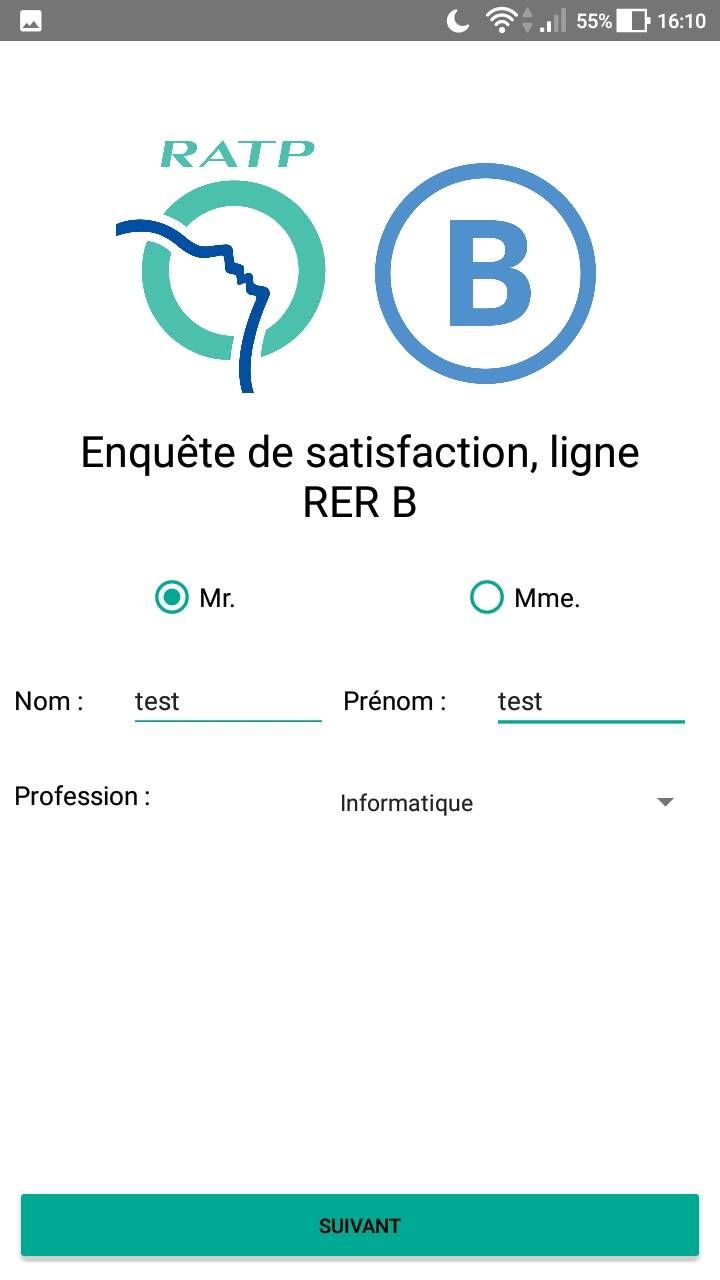 55% 16:10
RATP
B
Enquête de satisfaction, ligne
RER B
Mr. Mme.
Nom : test Prénom : test
Profession : Informatique
SUIVANT